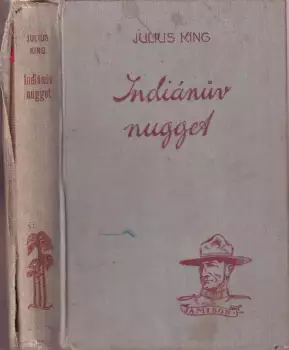 JULIUS
KING
Indiánův
nugget
JULIUS KING
Indiánův
nugget
JAMESON